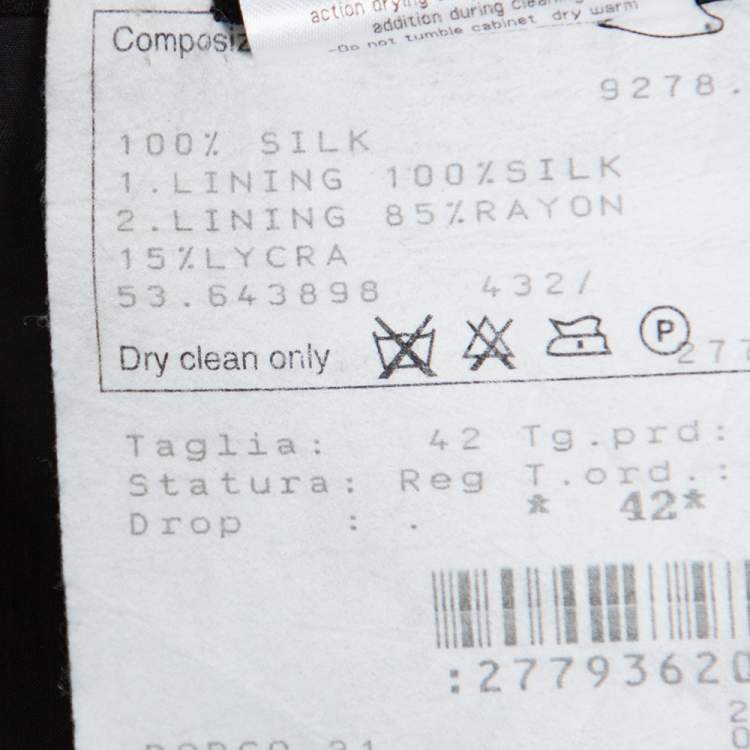 action drying
addition during clean
-Do not tumble cabinet dry warm
Composiz
9278.
100% SILK
1.LINING 100%SILK
2.LINING 85%RAYON
15%LYCRA
53.643898 432/
Dry clean only P 277
Taglia: 42 Tg.prd:
Statura: Reg T.ord.:
Drop : . * 42*
:27793620